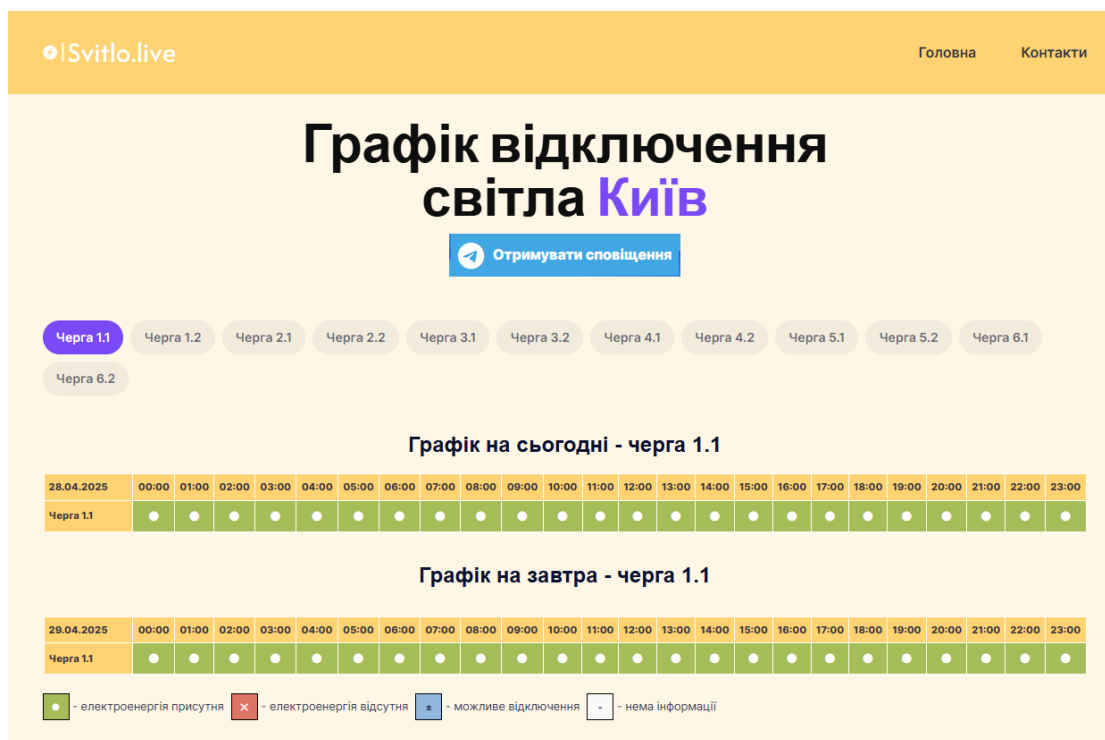 Svitlo.live
Головна Контакти
Графік відключення
світла Київ
Отримувати сповіщення
Черга 1.1 Черга 1.2 Черга 2.1 Черга 2.2 Черга 3.1 Черга 3.2 Черга 4.1 Черга 4.2 Черга 5.1 Черга 5.2 Черга 6.1
Черга 6.2
Графік на сьогодні - черга 1.1
28.04.2025 00:00 01:00 02:00 03:00 04:00 05:00 06:00 07:00 08:00 09:00 10:00 11:00 12:00 13:00 14:00 15:00 16:00 17:00 18:00 19:00 20:00 21:00 22:00 23:00
Черга 1.1
Графік на завтра - черга 1.1
29.04.2025 00:00 01:00 02:00 03:00 04:00 05:00 06:00 07:00 08:00 09:00 10:00 11:00 12:00 13:00 14:00 15:00 16:00 17:00 18:00 19:00 20:00 21:00 22:00 23:00
Черга 1.1
- електроенергія присутня ✕ - електроенергія відсутня ± - можливе відключення - - нема інформації